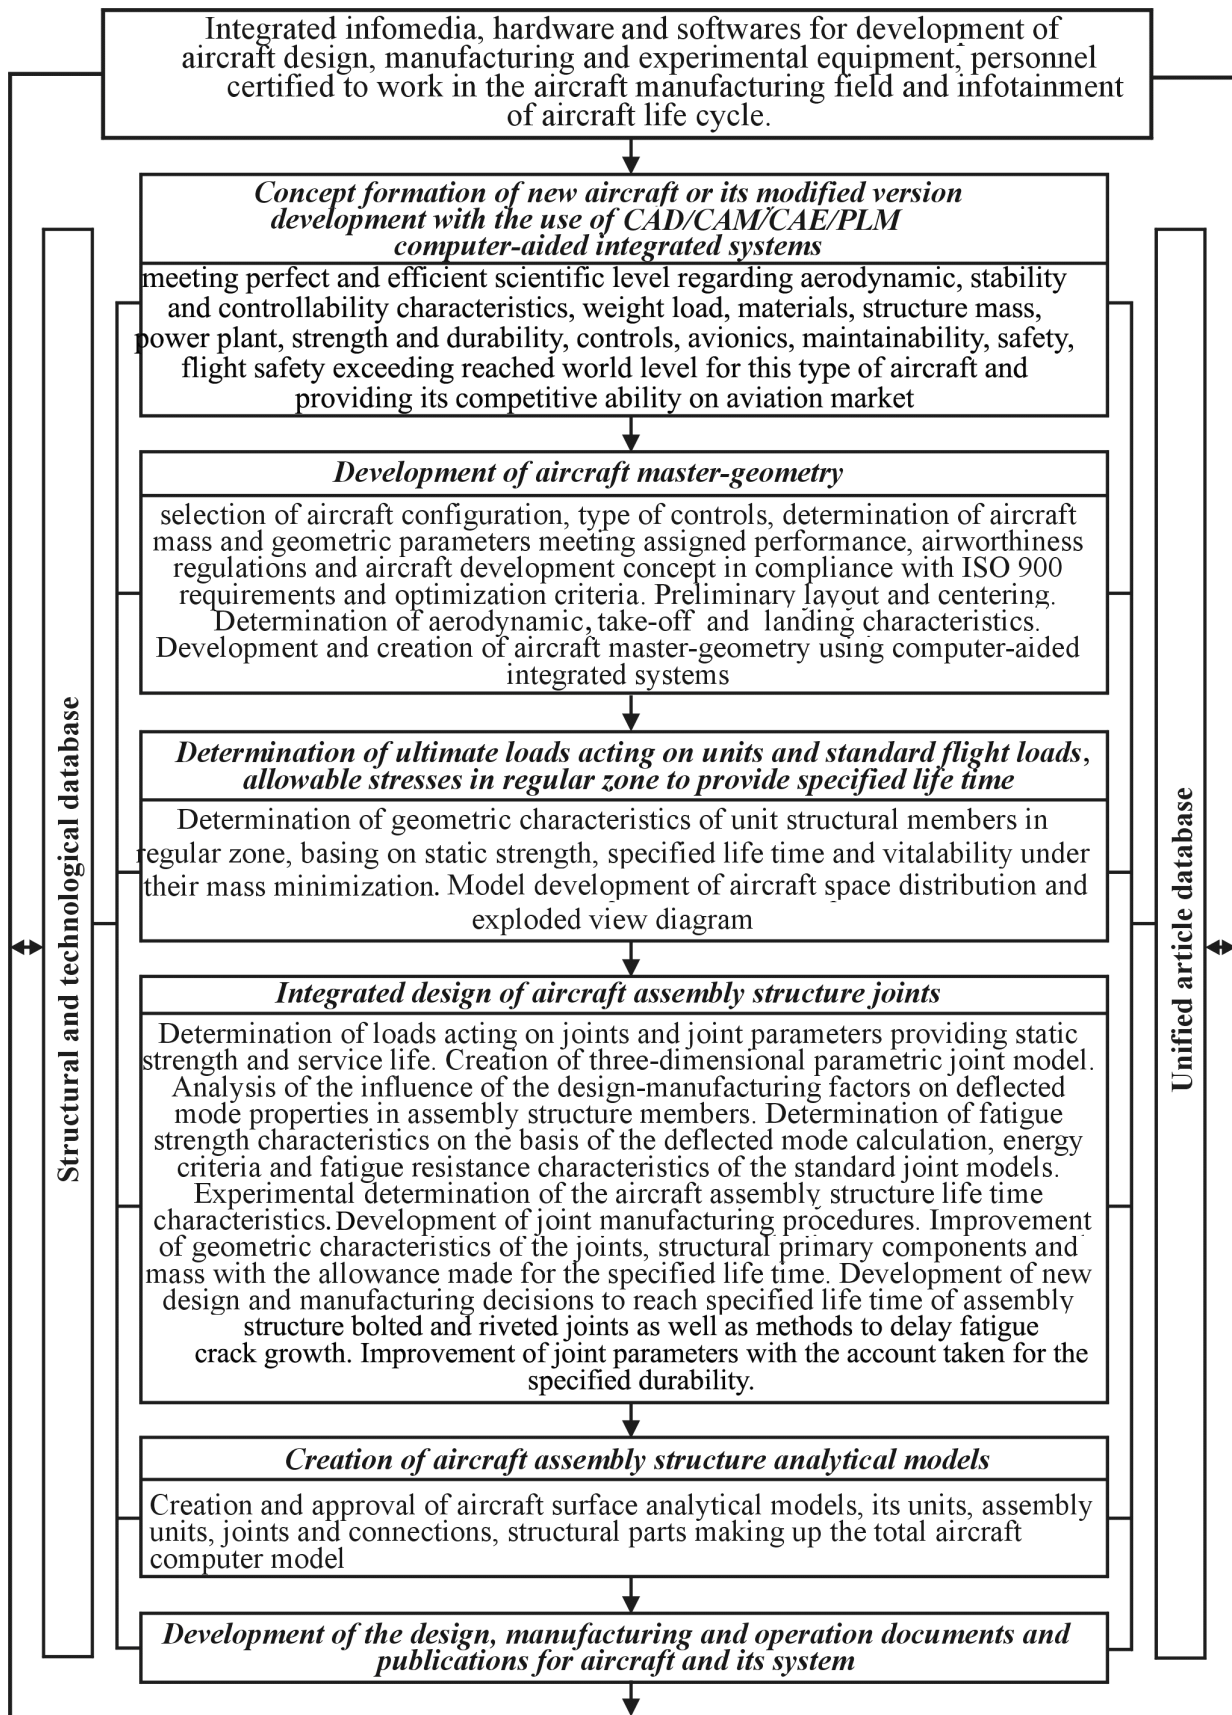 Integrated infomedia, hardware and softwares for development of
aircraft design, manufacturing and experimental equipment, personnel
certified to work in the aircraft manufacturing field and infotainment
of aircraft life cycle.
Concept formation of new aircraft or its modified version
development with the use of CAD/CAM/CAE/PLM
computer-aided integrated systems
meeting perfect and efficient scientific level regarding aerodynamic, stability
and controllability characteristics, weight load, materials, structure mass,
power plant, strength and durability, controls, avionics, maintainability, safety,
flight safety exceeding reached world level for this type of aircraft and
providing its competitive ability on aviation market
Development of aircraft master-geometry
selection of aircraft configuration, type of controls, determination of aircraft
mass and geometric parameters meeting assigned performance, airworthiness
regulations and aircraft development concept in compliance with ISO 900
requirements and optimization criteria. Preliminary layout and centering.
Determination of aerodynamic, take-off and landing characteristics.
Development and creation of aircraft master-geometry using computer-aided
integrated systems
Determination of ultimate loads acting on units and standard flight loads,
allowable stresses in regular zone to provide specified life time
Determination of geometric characteristics of unit structural members in
regular zone, basing on static strength, specified life time and vitalability under
their mass minimization. Model development of aircraft space distribution and
exploded view diagram
Integrated design of aircraft assembly structure joints
Determination of loads acting on joints and joint parameters providing static
strength and service life. Creation of three-dimensional parametric joint model.
Analysis of the influence of the design-manufacturing factors on deflected
mode properties in assembly structure members. Determination of fatigue
strength characteristics on the basis of the deflected mode calculation, energy
criteria and fatigue resistance characteristics of the standard joint models.
Experimental determination of the aircraft assembly structure life time
characteristics. Development of joint manufacturing procedures. Improvement
of geometric characteristics of the joints, structural primary components and
mass with the allowance made for the specified life time. Development of new
design and manufacturing decisions to reach specified life time of assembly
structure bolted and riveted joints as well as methods to delay fatigue
crack growth. Improvement of joint parameters with the account taken for the
specified durability.
Creation of aircraft assembly structure analytical models
Creation and approval of aircraft surface analytical models, its units, assembly
units, joints and connections, structural parts making up the total aircraft
computer model
Development of the design, manufacturing and operation documents and
publications for aircraft and its system
Structural and technological database
Unified article database